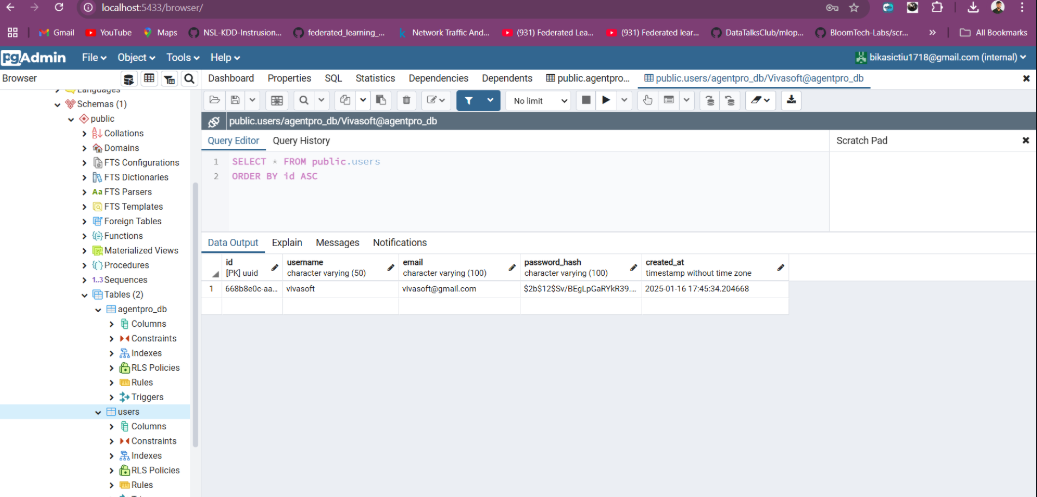 localhost:5433/browser/
Gmail YouTube Maps NSL-KDD-Instrusion... federated_learning_... Network Traffic And... (931) Federated Lea... (931) Federated lear... DataTalksClub/mlop... BloomTech-Labs/scr... » All Bookmarks
pgAdmin File Object Tools Help bikasictiu1718@gmail.com (internal)
Browser Dashboard Properties SQL Statistics Dependencies Dependents public.agentpro... public.users/agentpro_db/Vivasoft@agentpro_db
Languages
Schemas (1)
public
Collations
Domains
FTS Configurations
FTS Dictionaries
Aa FTS Parsers
FTS Templates
Foreign Tables
Functions
Materialized Views
Procedures
1..3 Sequences
Tables (2)
agentpro_db
Columns
Constraints
Indexes
RLS Policies
Rules
Triggers
users
Columns
Constraints
Indexes
RLS Policies
Rules
No limit
public.users/agentpro_db/Vivasoft@agentpro_db
Query Editor Query History
1 SELECT * FROM public.users
2 ORDER BY id ASC
Scratch Pad
Data Output Explain Messages Notifications
id username email password_hash created_at
[PK] uuid character varying (50) character varying (100) character varying (100) timestamp without time zone
1 668b8e0c-aa... vivasoft vivasoft@gmail.com $2b$12$Sv/BEgLpGaRYkR39.... 2025-01-16 17:45:34.204668